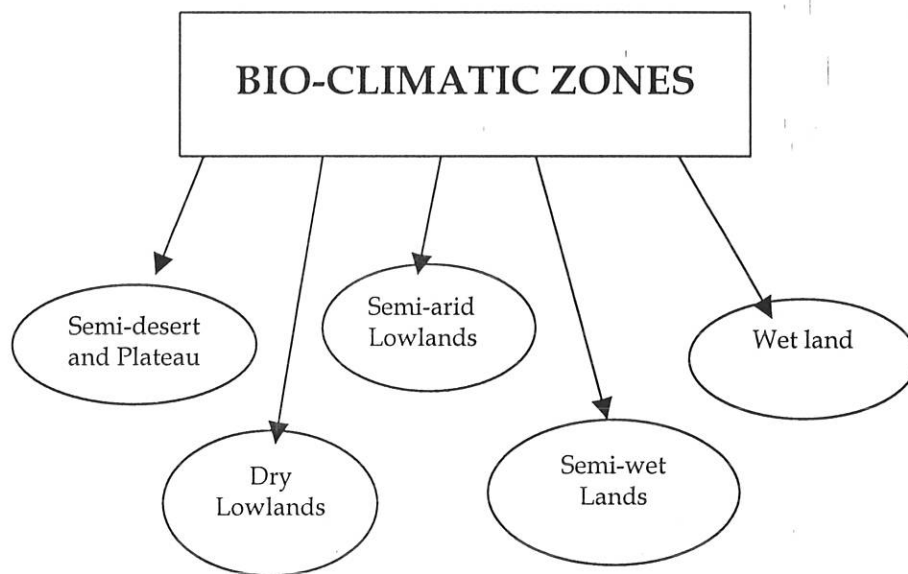 BIO-CLIMATIC ZONES
Semi-desert
and Plateau
Semi-arid
Lowlands
Wet land
Dry
Lowlands
Semi-wet
Lands